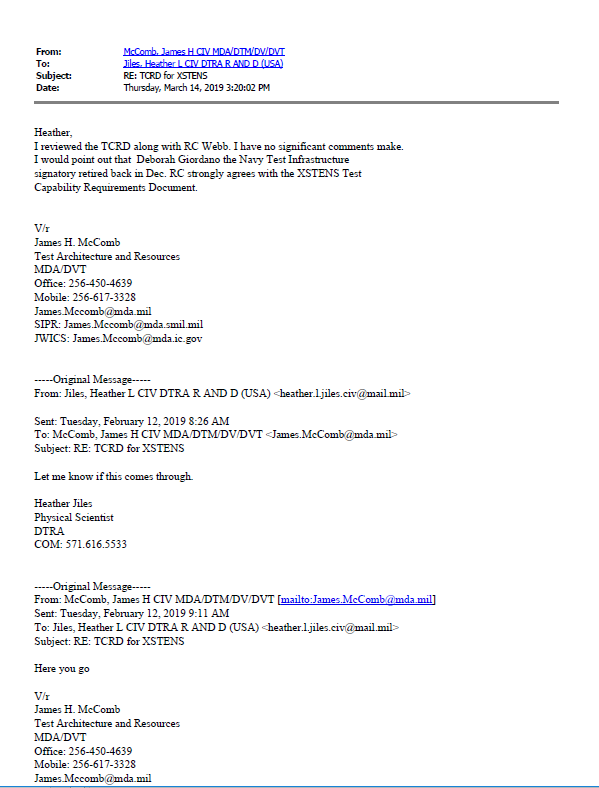 From: McComb, James H CIV MDA/DTM/DV/DVT
To: Jiles, Heather L CIV DTRA R AND D (USA)
Subject: RE: TCRD for XSTENS
Date: Thursday, March 14, 2019 3:20:02 PM
Heather,
I reviewed the TCRD along with RC Webb. I have no significant comments make.
I would point out that Deborah Giordano the Navy Test Infrastructure
signatory retired back in Dec. RC strongly agrees with the XSTENS Test
Capability Requirements Document.
V/r
James H. McComb
Test Architecture and Resources
MDA/DVT
Office: 256-450-4639
Mobile: 256-617-3328
James.Mccomb@mda.mil
SIPR: James.Mccomb@mda.smil.mil
JWICS: James.Mccomb@mda.ic.gov
-----Original Message-----
From: Jiles, Heather L CIV DTRA R AND D (USA) <heather.l.jiles.civ@mail.mil>
Sent: Tuesday, February 12, 2019 8:26 AM
To: McComb, James H CIV MDA/DTM/DV/DVT <James.McComb@mda.mil>
Subject: RE: TCRD for XSTENS
Let me know if this comes through.
Heather Jiles
Physical Scientist
DTRA
COM: 571.616.5533
-----Original Message-----
From: McComb, James H CIV MDA/DTM/DV/DVT [mailto:James.McComb@mda.mil]
Sent: Tuesday, February 12, 2019 9:11 AM
To: Jiles, Heather L CIV DTRA R AND D (USA) <heather.l.jiles.civ@mail.mil>
Subject: RE: TCRD for XSTENS
Here you go
V/r
James H. McComb
Test Architecture and Resources
MDA/DVT
Office: 256-450-4639
Mobile: 256-617-3328
James.Mccomb@mda.mil